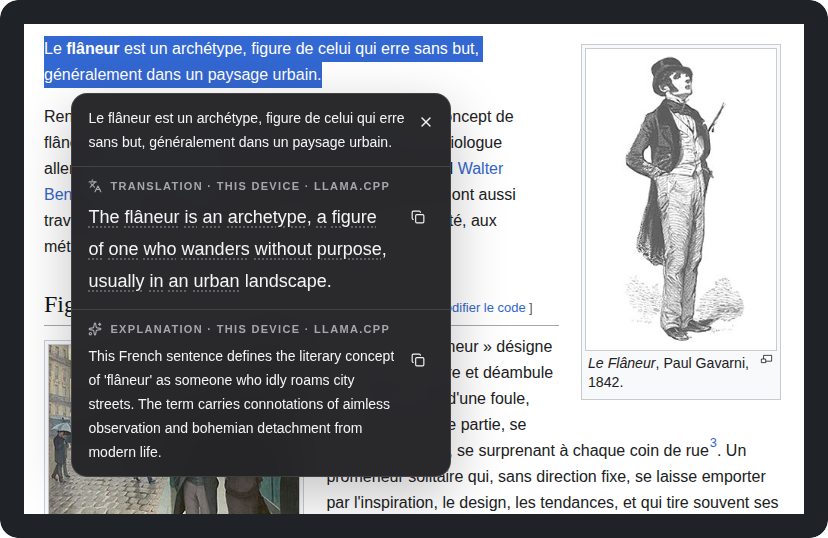 Le flâneur est un archétype, figure de celui qui erre sans but,
généralement dans un paysage urbain.
Le flâneur est un archétype, figure de celui qui erre
sans but, généralement dans un paysage urbain.
TRANSLATION · THIS DEVICE · LLAMA.CPP
The flâneur is an archetype, a figure
of one who wanders without purpose,
usually in an urban landscape.
EXPLANATION · THIS DEVICE · LLAMA.CPP
This French sentence defines the literary concept
of 'flâneur' as someone who idly roams city
streets. The term carries connotations of aimless
observation and bohemian detachment from
modern life.
de
Walter
ont aussi
aux
le code ]
» désigne
et déambule
d'une foule,
partie, se
, se surprenant à chaque coin de rue3. Un
promeneur solitaire qui, sans direction fixe, se laisse emporter
par l'inspiration, le design, les tendances, et qui tire souvent ses
Le Flâneur, Paul Gavarni,
1842.